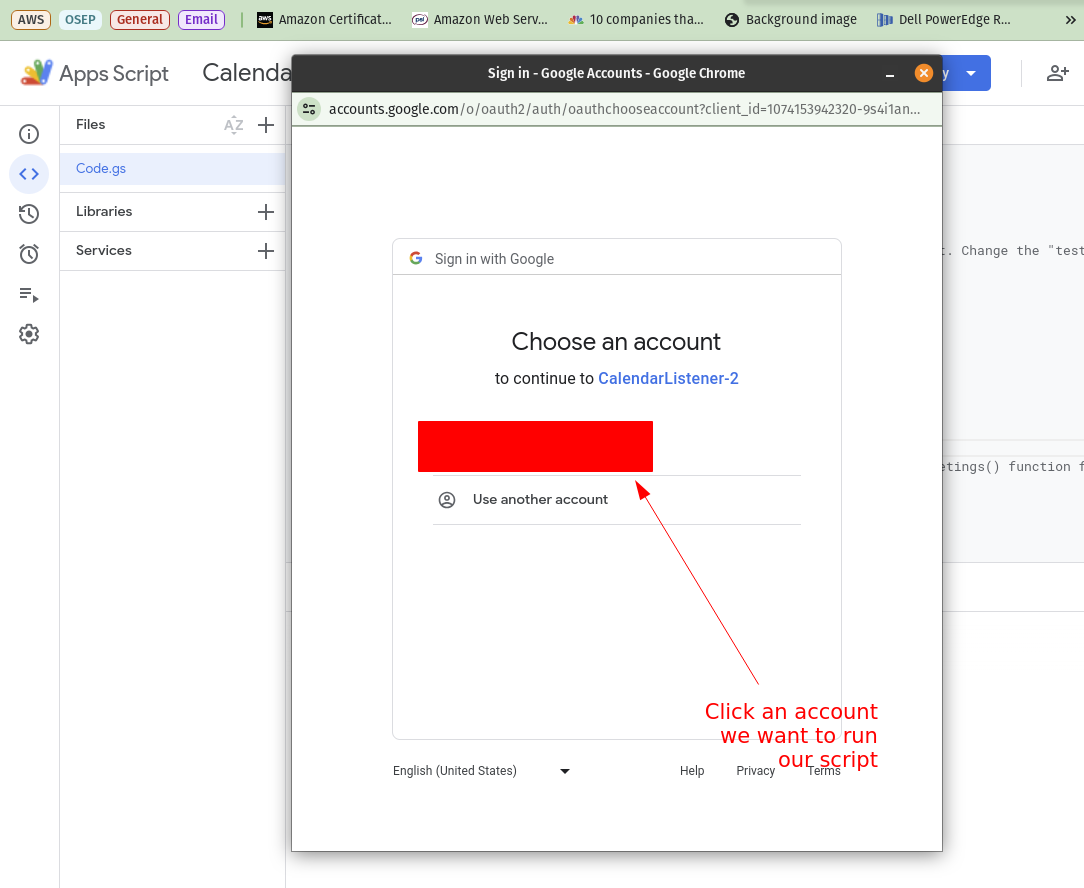 AWS OSEP General Email Amazon Certificat... Amazon Web Serv... 10 companies tha... Background image Dell PowerEdge R... »
Apps Script Calenda
Sign in - Google Accounts - Google Chrome
y
accounts.google.com/o/oauth2/auth/oauthchooseaccount?client_id=1074153942320-9s4i1an...
Files
Code.gs
Libraries
Services
t. Change the "test
etings() function f
Sign in with Google
Choose an account
to continue to CalendarListener-2
Use another account
Click an account
we want to run
our script
English (United States) Help Privacy Terms